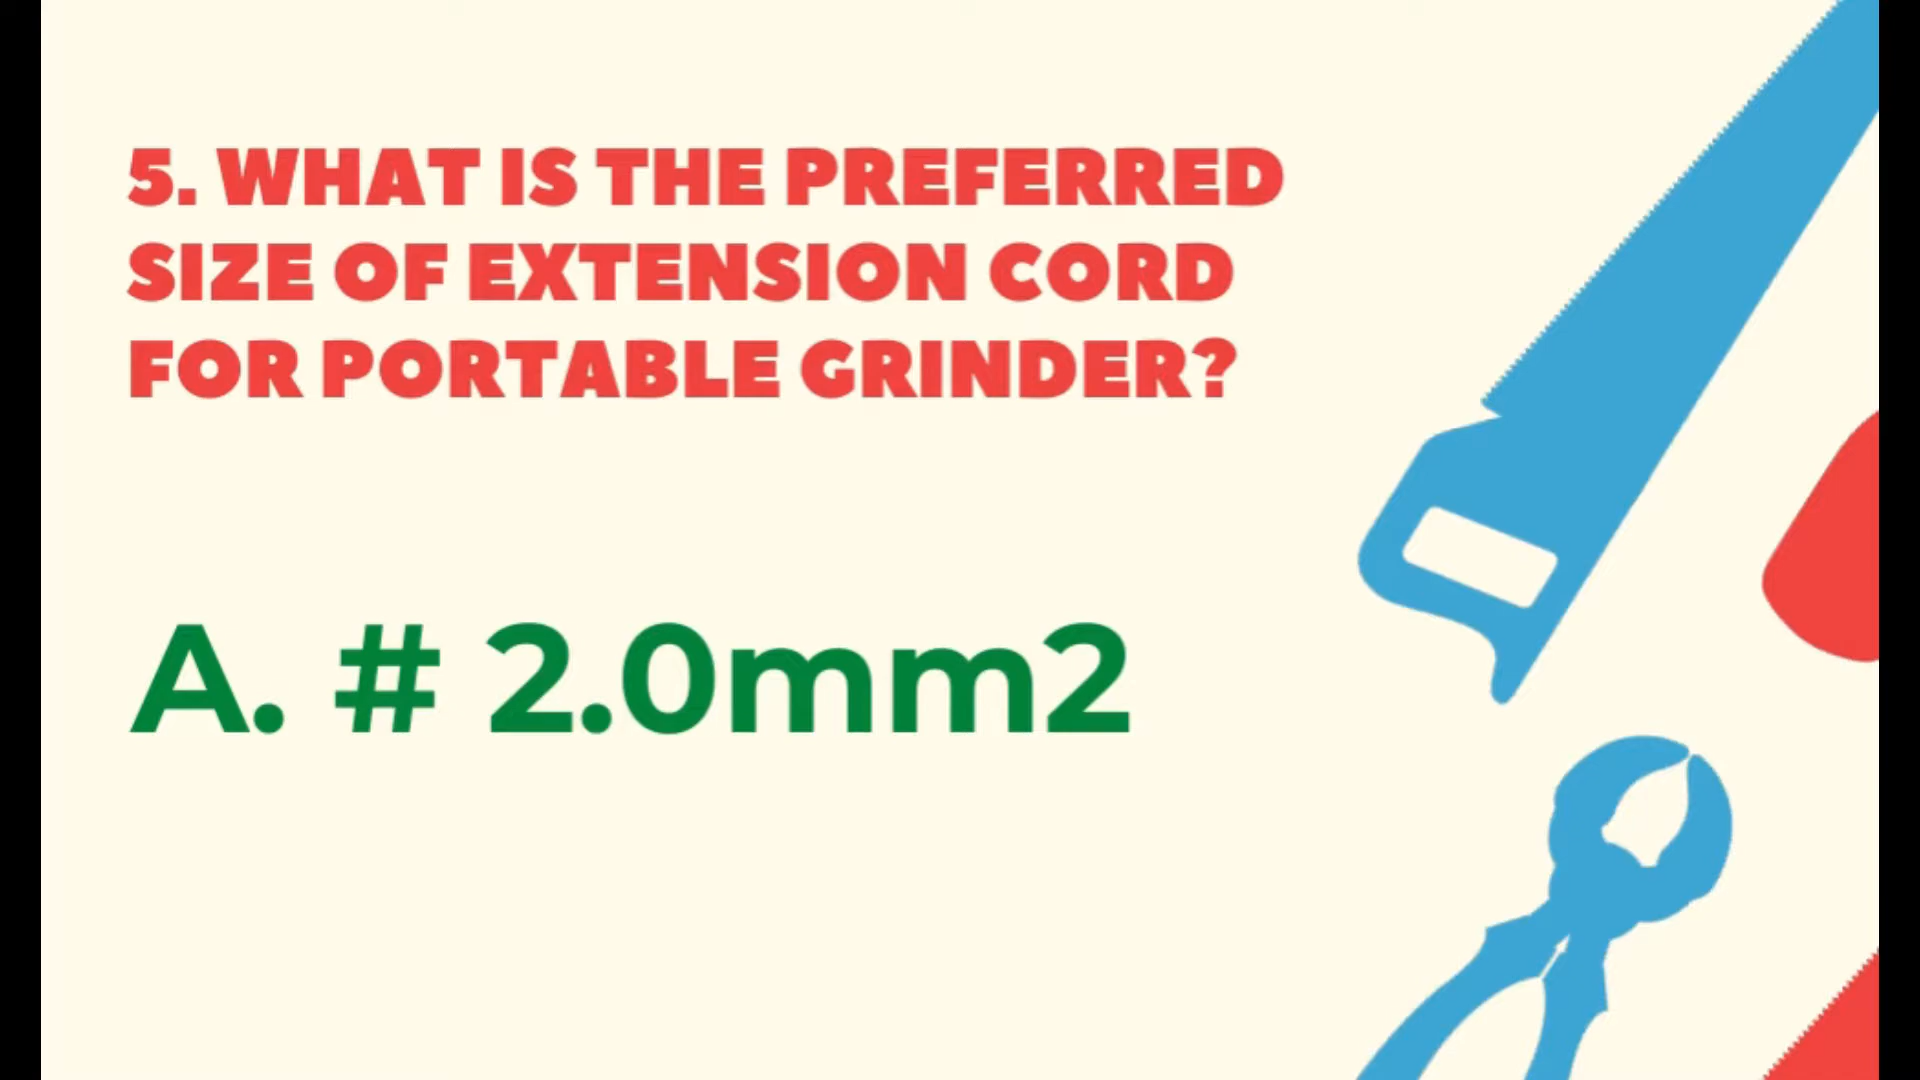 5. WHAT IS THE PREFERRED
SIZE OF EXTENSION CORD
FOR PORTABLE GRINDER?
A. # 2.0mm2